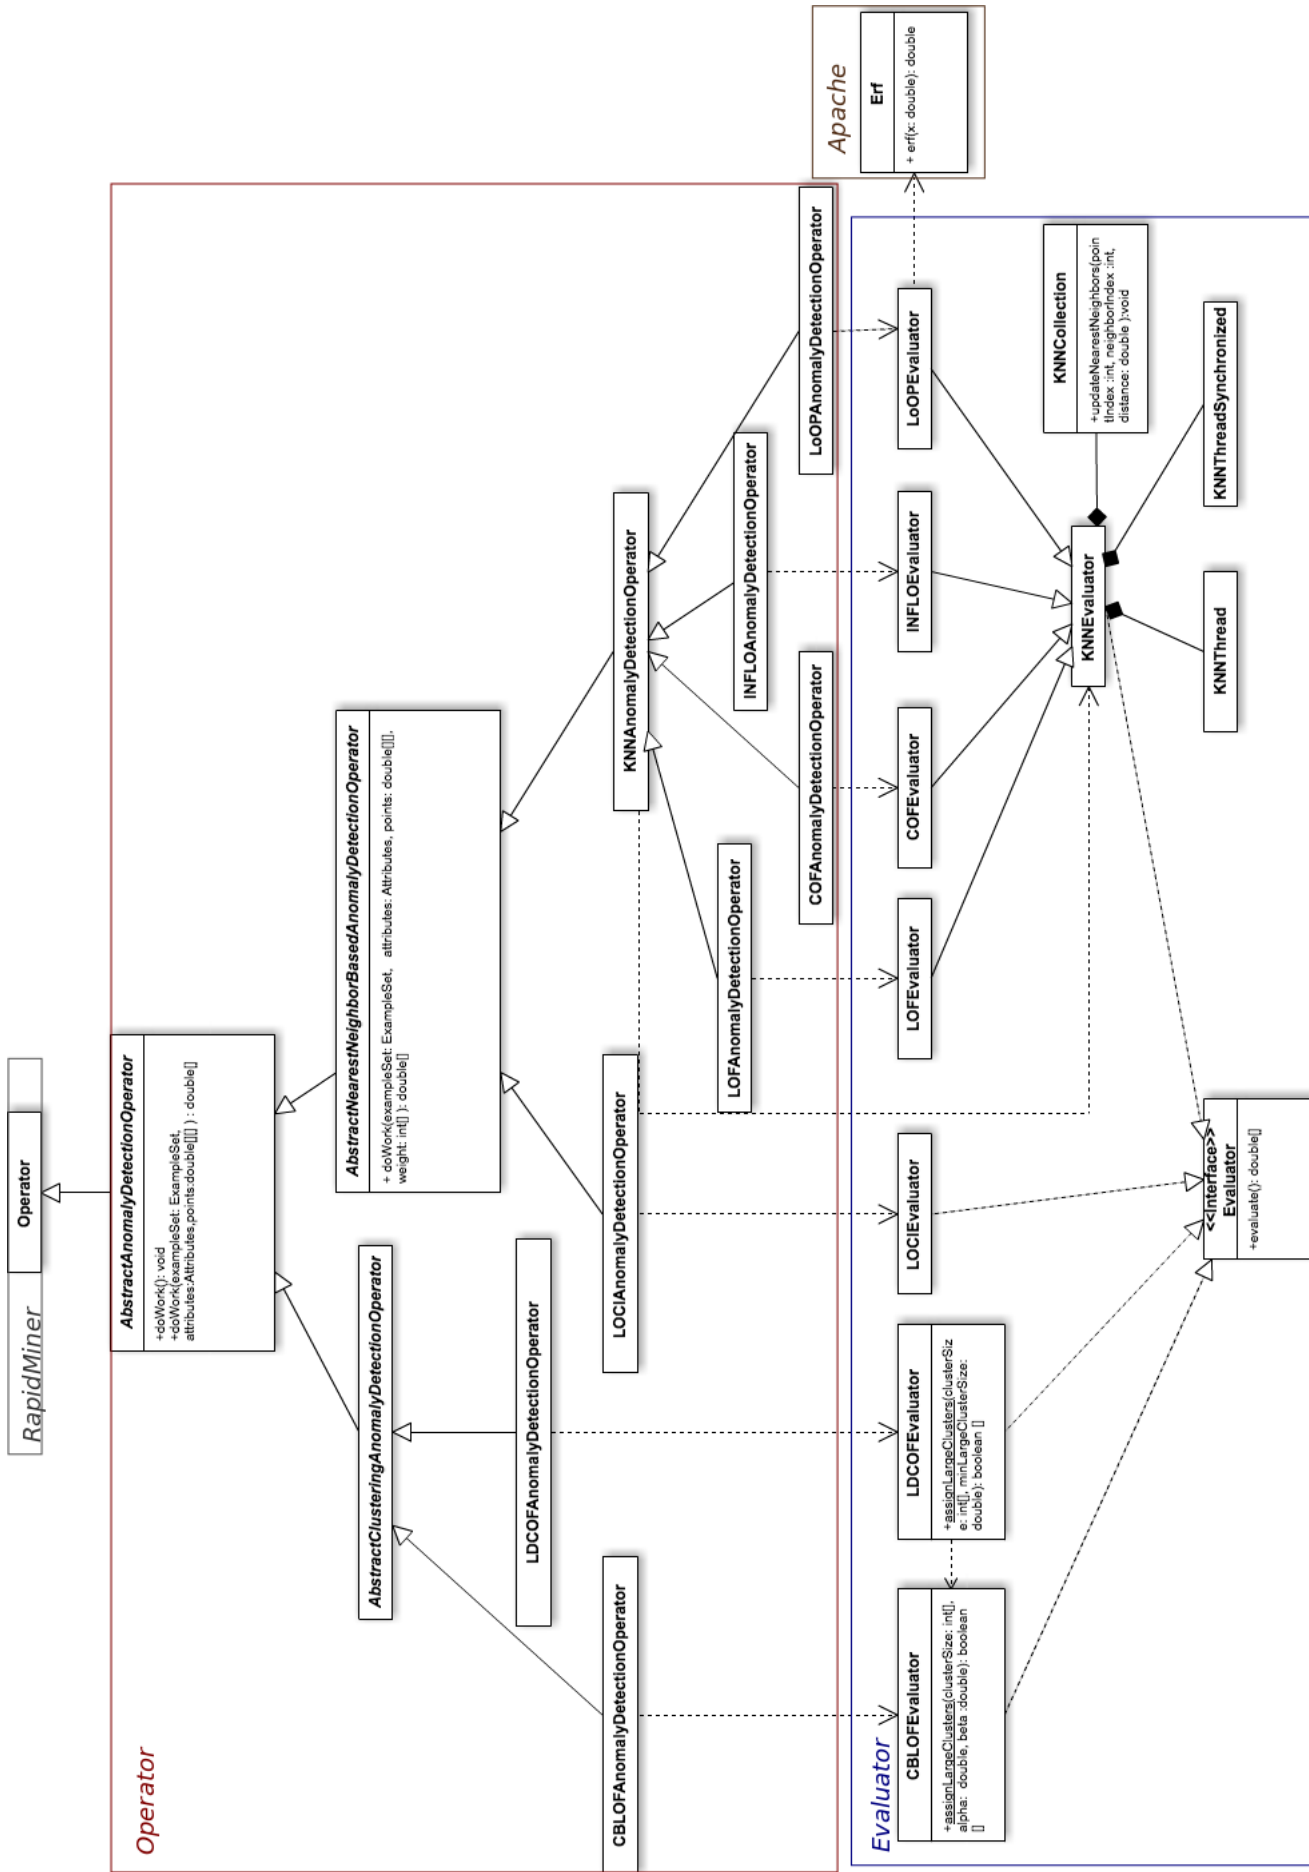 RapidMiner
Operator
Operator
AbstractAnomalyDetectionOperator
+doWork(): void
+doWork(exampleSet: ExampleSet,
attributes:Attributes,points:double[][] ) : double[]
AbstractClusteringAnomalyDetectionOperator
AbstractNearestNeighborBasedAnomalyDetectionOperator
+ doWork(exampleSet: ExampleSet, attributes: Attributes, points: double[][],
weight: int[] ): double[]
LDCOFAnomalyDetectionOperator
CBLOFAnomalyDetectionOperator
LOCIAnomalyDetectionOperator
KNNAnomalyDetectionOperator
LOFAnomalyDetectionOperator
INFLOAnomalyDetectionOperator
COFAnomalyDetectionOperator
LoOPAnomalyDetectionOperator
Apache
Erf
+ erf(x: double): double
Evaluator
CBLOFEvaluator
+assignLargeClusters(clusterSize: int[],
alpha: double, beta :double): boolean
[]
LDCOFEvaluator
+assignLargeClusters(clusterSiz
e: int[], minLargeClusterSize:
double): boolean []
LOCIEvaluator
LOFEvaluator
COFEvaluator
INFLOEvaluator
LoOPEvaluator
KNNEvaluator
KNNCollection
+updateNearestNeighbors(poin
tIndex :int, neighborIndex :int,
distance: double ):void
<<Interface>>
Evaluator
+evaluate(): double[]
KNNThread
KNNThreadSynchronized